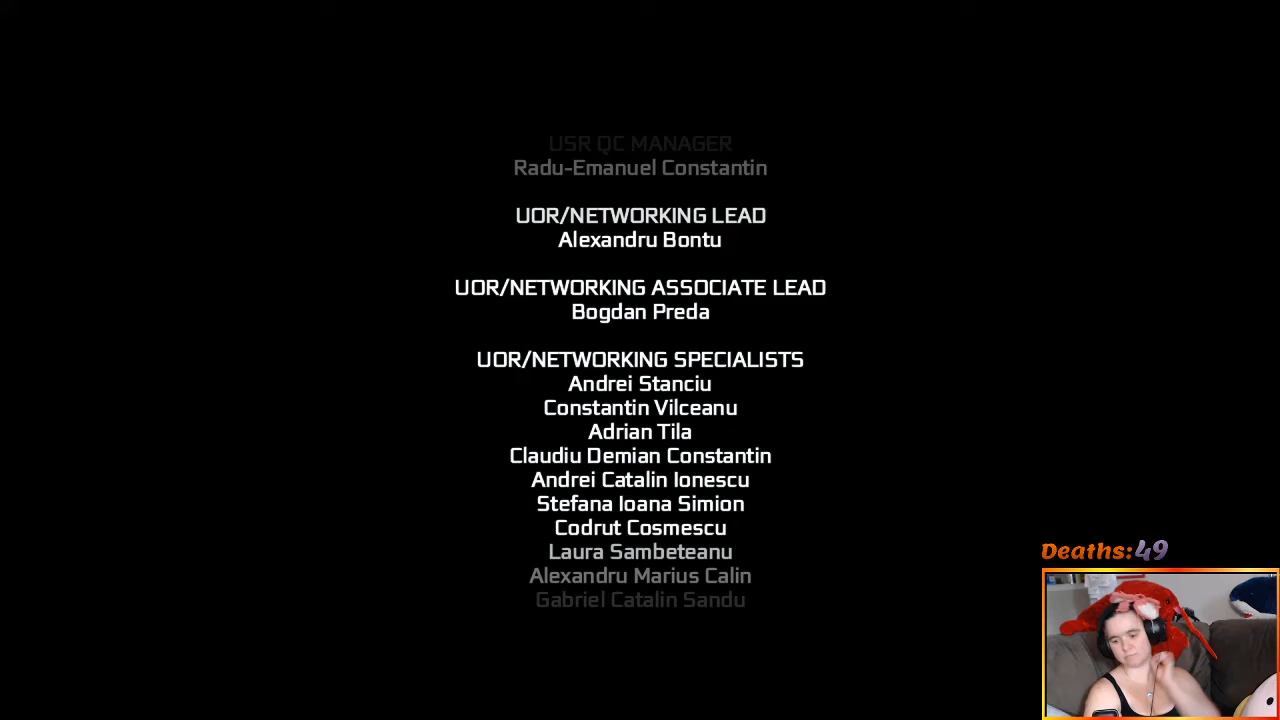 USR QC MANAGER
Radu-Emanuel Constantin
UOR/NETWORKING LEAD
Alexandru Bontu
UOR/NETWORKING ASSOCIATE LEAD
Bogdan Preda
UOR/NETWORKING SPECIALISTS
Andrei Stanciu
Constantin Vilceanu
Adrian Tila
Claudiu Demian Constantin
Andrei Catalin Ionescu
Stefana Ioana Simion
Codrut Cosmescu
Laura Sambeteanu
Alexandru Marius Calin
Gabriel Catalin Sandu
Deaths:49